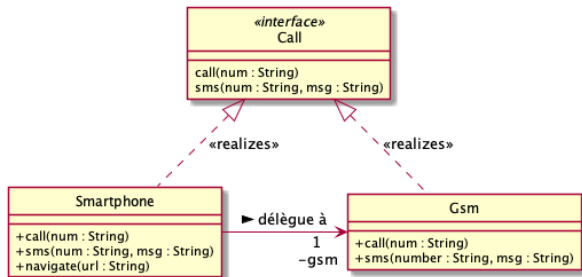 «interface»
Call
call(num : String)
sms(num : String, msg : String)
«realizes»
«realizes»
Smartphone
+call(num : String)
+sms(num : String, msg : String)
+navigate(url : String)
► délègue à
1
-gsm
Gsm
+call(num : String)
+sms(number : String, msg : String)